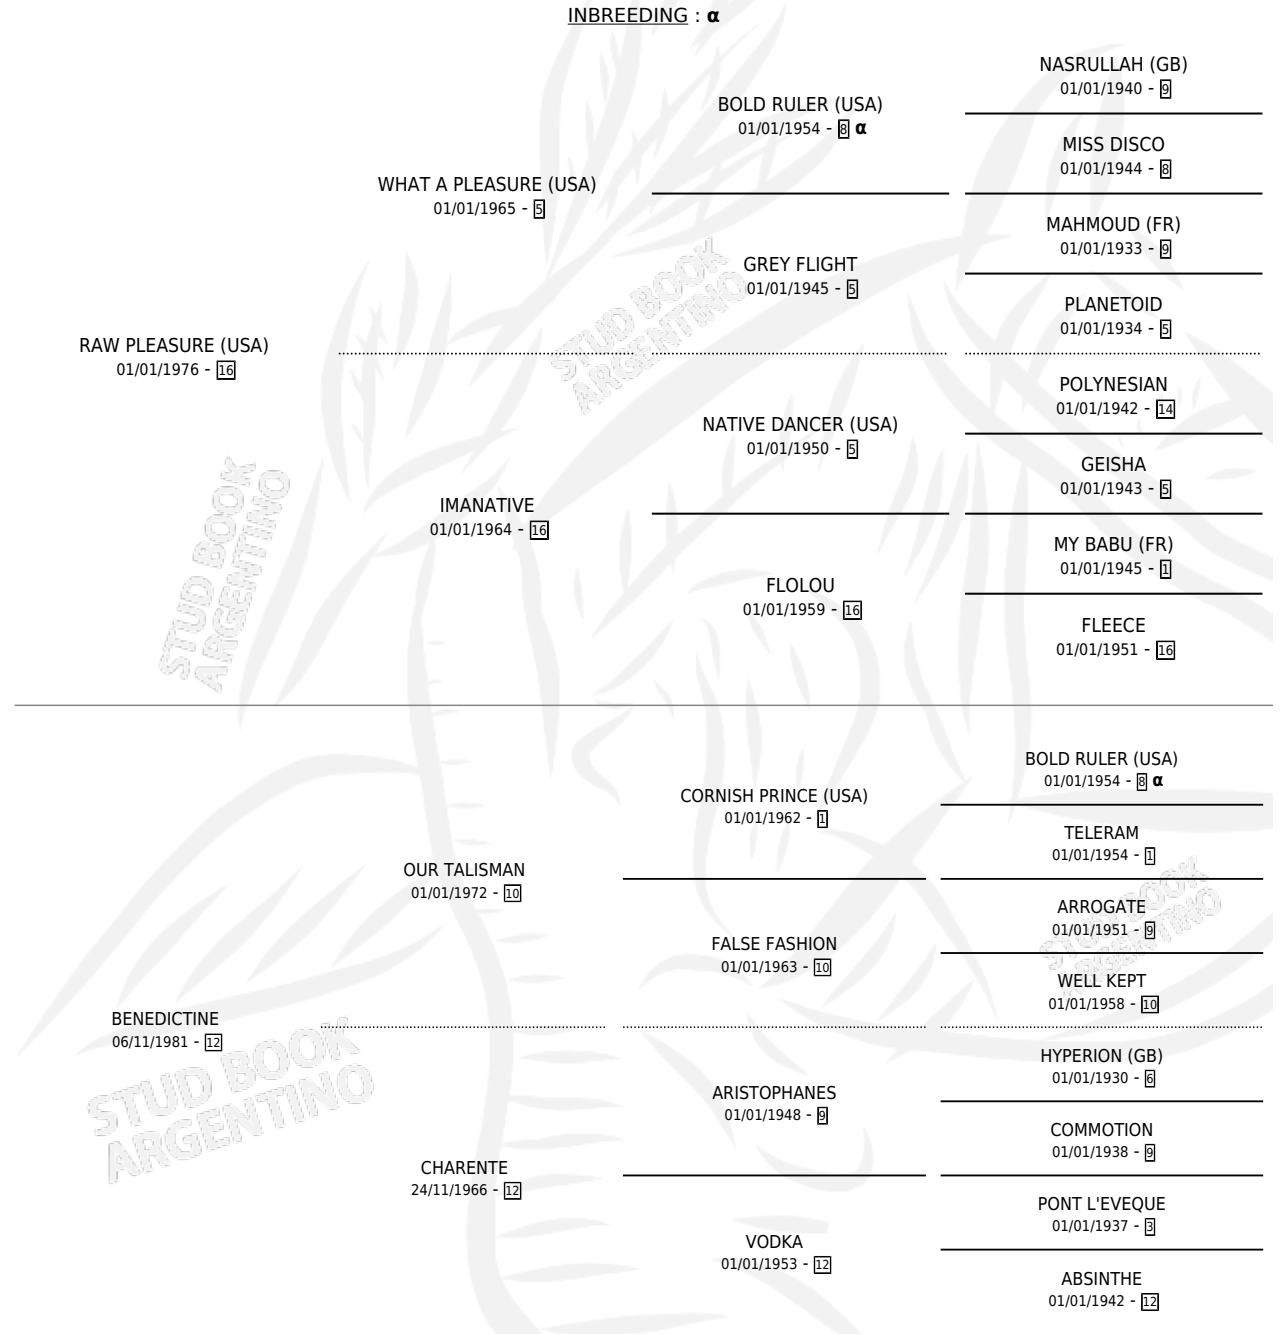 INBREEDING : α
NASRULLAH (GB)
01/01/1940 - 9
BOLD RULER (USA)
01/01/1954 - 8 α
MISS DISCO
01/01/1944 - 8
WHAT A PLEASURE (USA)
01/01/1965 - 5
MAHMOUD (FR)
01/01/1933 - 9
GREY FLIGHT
01/01/1945 - 5
PLANETOID
01/01/1934 - 5
RAW PLEASURE (USA)
01/01/1976 - 16
POLYNESIAN
01/01/1942 - 14
NATIVE DANCER (USA)
01/01/1950 - 5
GEISHA
01/01/1943 - 5
IMANATIVE
01/01/1964 - 16
MY BABU (FR)
01/01/1945 - 1
FLOLOU
01/01/1959 - 16
FLEECE
01/01/1951 - 16
BOLD RULER (USA)
01/01/1954 - 8 α
CORNISH PRINCE (USA)
01/01/1962 - 1
TELERAM
01/01/1954 - 1
OUR TALISMAN
01/01/1972 - 10
ARROGATE
01/01/1951 - 9
FALSE FASHION
01/01/1963 - 10
WELL KEPT
01/01/1958 - 10
BENEDICTINE
06/11/1981 - 12
HYPERION (GB)
01/01/1930 - 6
ARISTOPHANES
01/01/1948 - 9
COMMOTION
01/01/1938 - 9
CHARENTE
24/11/1966 - 12
PONT L'EVEQUE
01/01/1937 - 3
VODKA
01/01/1953 - 12
ABSINTHE
01/01/1942 - 12
STUD BOOK
ARGENTINO
STUD BOOK
ARGENTINO
STUD BOOK
ARGENTINO
STUD BOOK
ARGENTINO